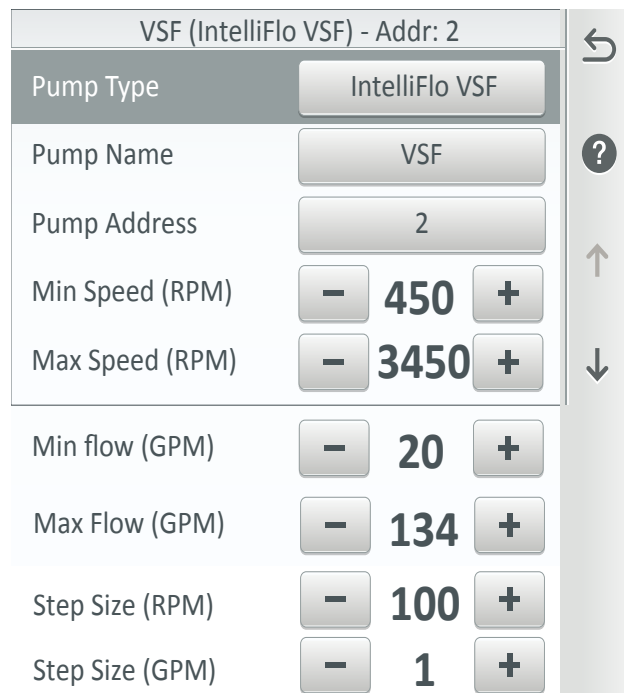 VSF (IntelliFlo VSF) - Addr: 2
Pump Type IntelliFlo VSF
Pump Name VSF
Pump Address 2
Min Speed (RPM) − 450 +
Max Speed (RPM) − 3450 +
Min flow (GPM) − 20 +
Max Flow (GPM) − 134 +
Step Size (RPM) − 100 +
Step Size (GPM) − 1 +
?